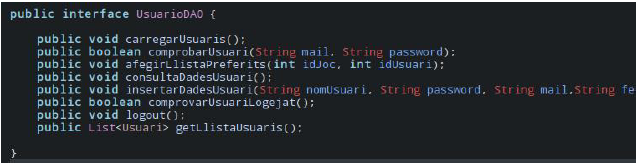 public interface UsuarioDAO {
public void carregarUsuaris();
public boolean comprobarUsuari(String mail, String password);
public void afegirLlistaPreferits(int idJoc, int idUsuari);
public void consultaDadesUsuari();
public void insertarDadesUsuari(String nomUsuari, String password, String mail,String fe
public boolean comprovarUsuariLogejat();
public void logout();
public List<Usuari> getLlistaUsuaris();
}